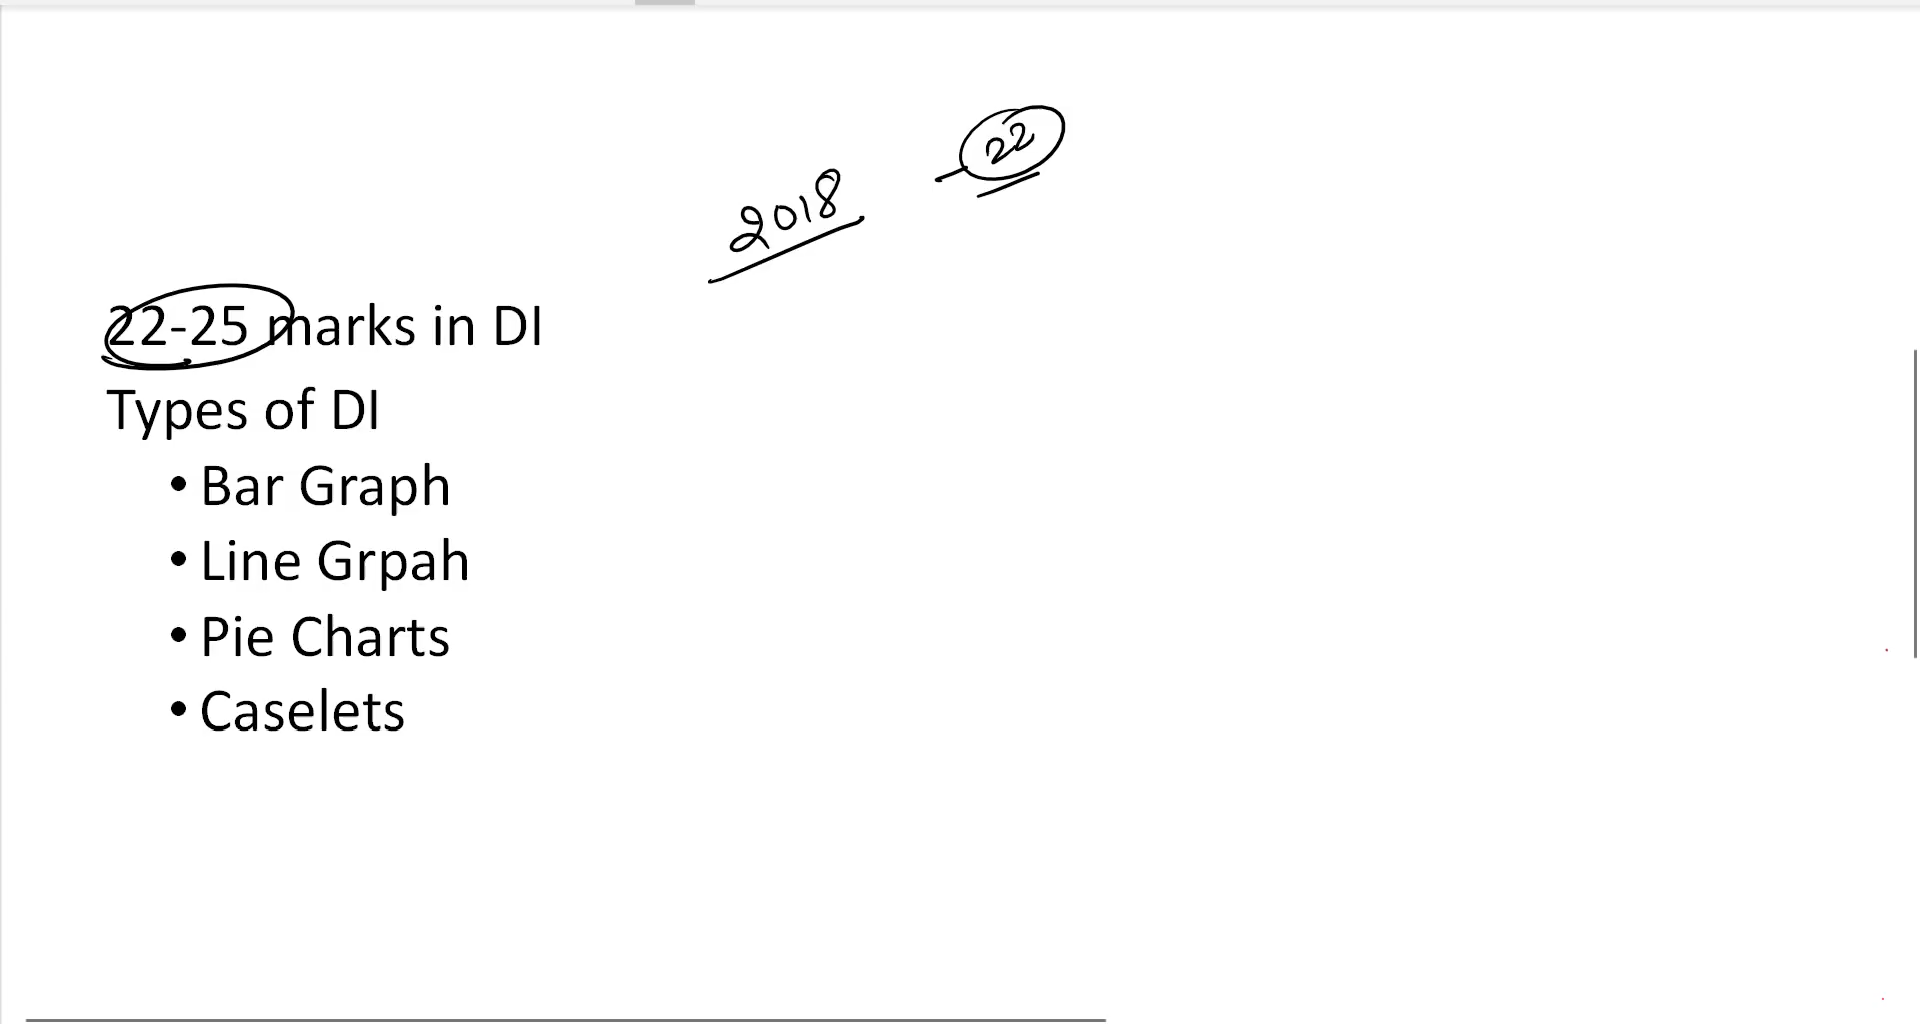 22
2018
22-25 marks in DI
Types of DI
• Bar Graph
• Line Grpah
• Pie Charts
• Caselets